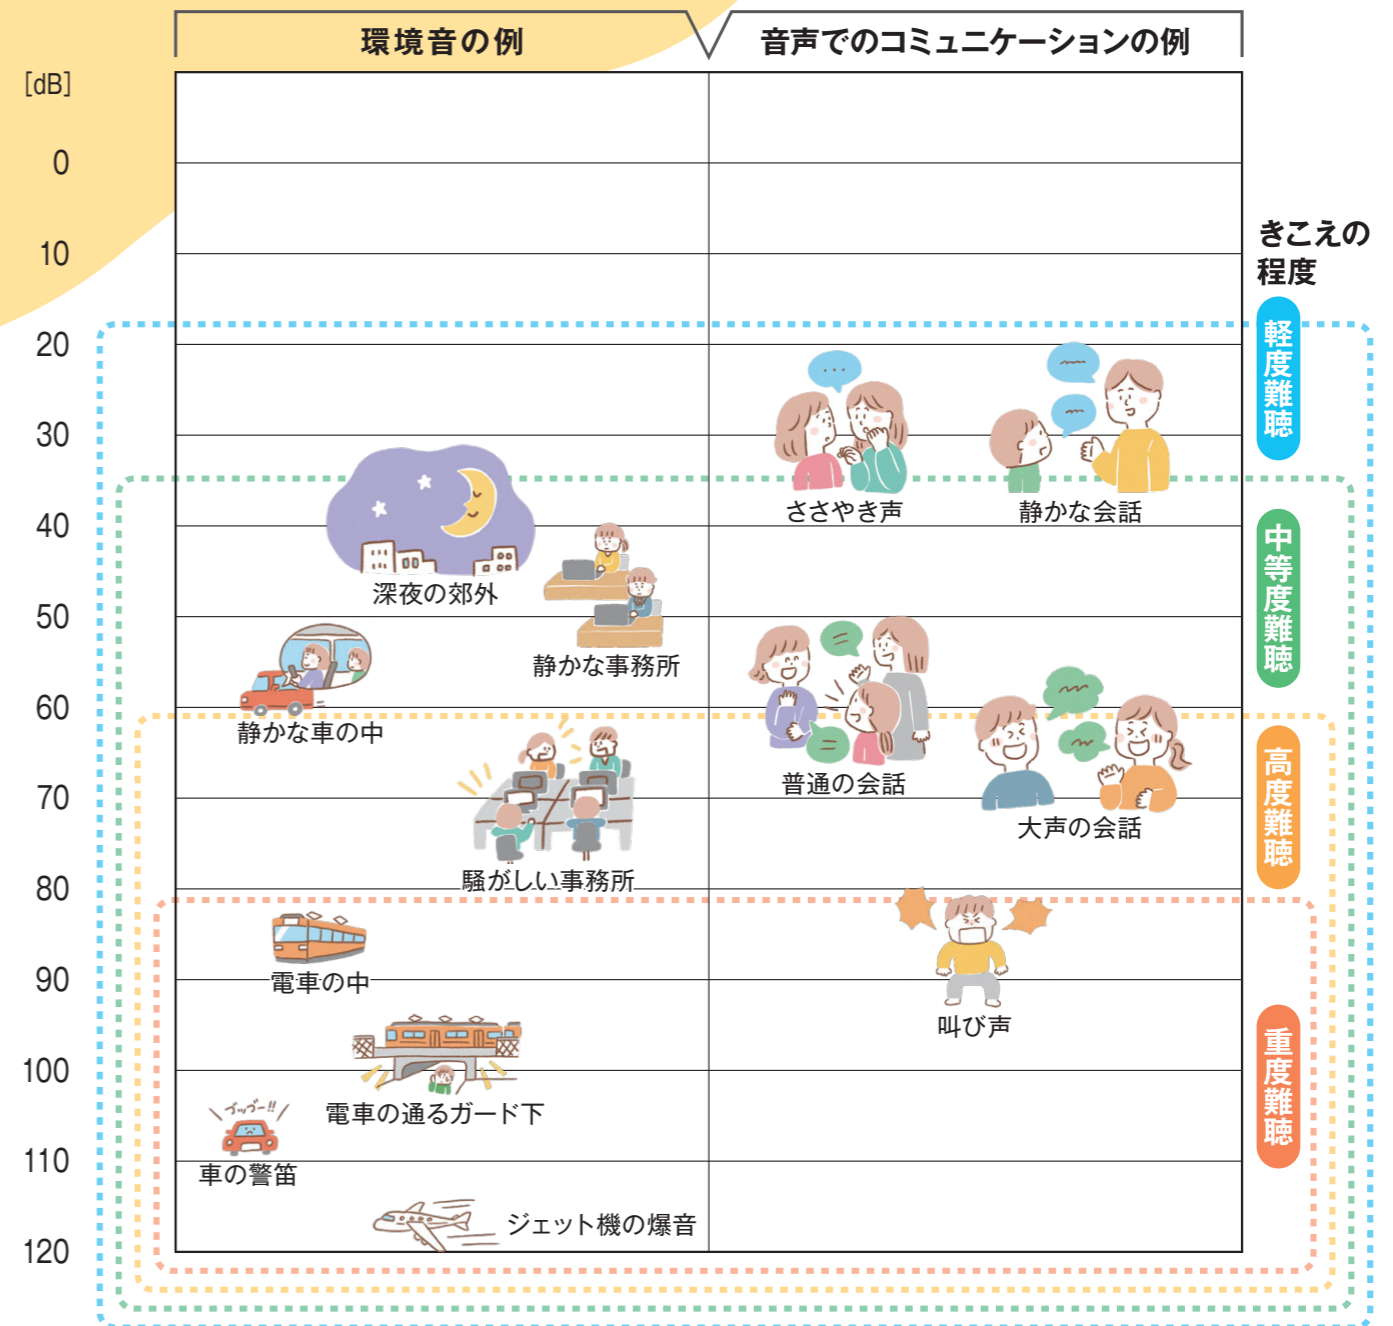 環境音の例
音声でのコミュニケーションの例
[dB]
0
10
20
30
40
50
60
70
80
90
100
110
120
きこえの
程度
軽度難聴
中等度難聴
高度難聴
重度難聴
ささやき声
静かな会話
深夜の郊外
静かな事務所
静かな車の中
普通の会話
大声の会話
騒がしい事務所
電車の中
叫び声
電車の通るガード下
ブッブー!!
車の警笛
ジェット機の爆音